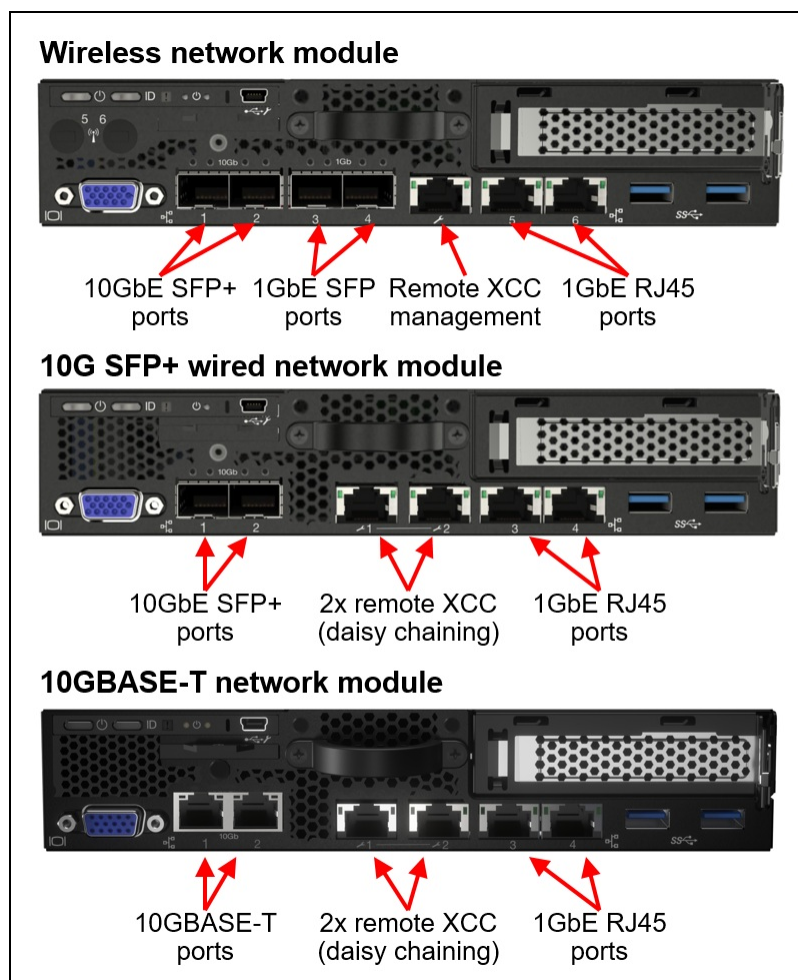 Wireless network module
ID
5 6
10Gb 1Gb
1 2 3 4 5 6
SS
10GbE SFP+ ports
1GbE SFP ports
Remote XCC management
1GbE RJ45 ports
10G SFP+ wired network module
ID
10Gb
1 2 1 2 3 4
SS
10GbE SFP+ ports
2x remote XCC (daisy chaining)
1GbE RJ45 ports
10GBASE-T network module
ID
10Gb
1 2 1 2 3 4
SS
10GBASE-T ports
2x remote XCC (daisy chaining)
1GbE RJ45 ports